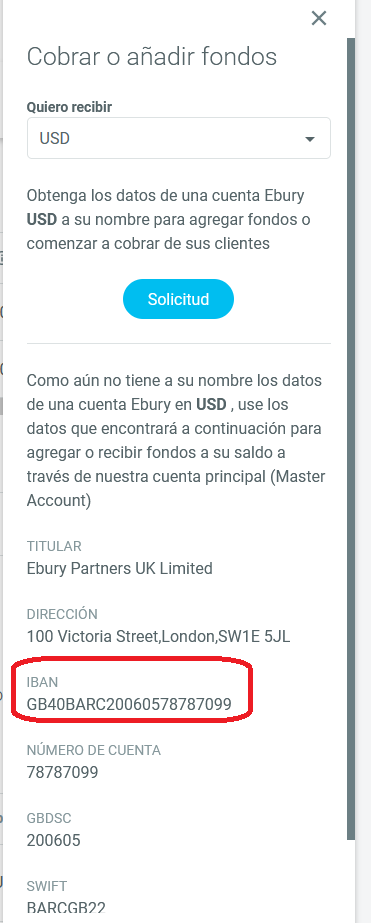 Cobrar o añadir fondos
Quiero recibir
USD
Obtenga los datos de una cuenta Ebury
USD a su nombre para agregar fondos o
comenzar a cobrar de sus clientes
Solicitud
Como aún no tiene a su nombre los datos
de una cuenta Ebury en USD , use los
datos que encontrará a continuación para
agregar o recibir fondos a su saldo a
través de nuestra cuenta principal (Master
Account)
TITULAR
Ebury Partners UK Limited
DIRECCIÓN
100 Victoria Street,London,SW1E 5JL
IBAN
GB40BARC20060578787099
NÚMERO DE CUENTA
78787099
GBDSC
200605
SWIFT
BARCGB22